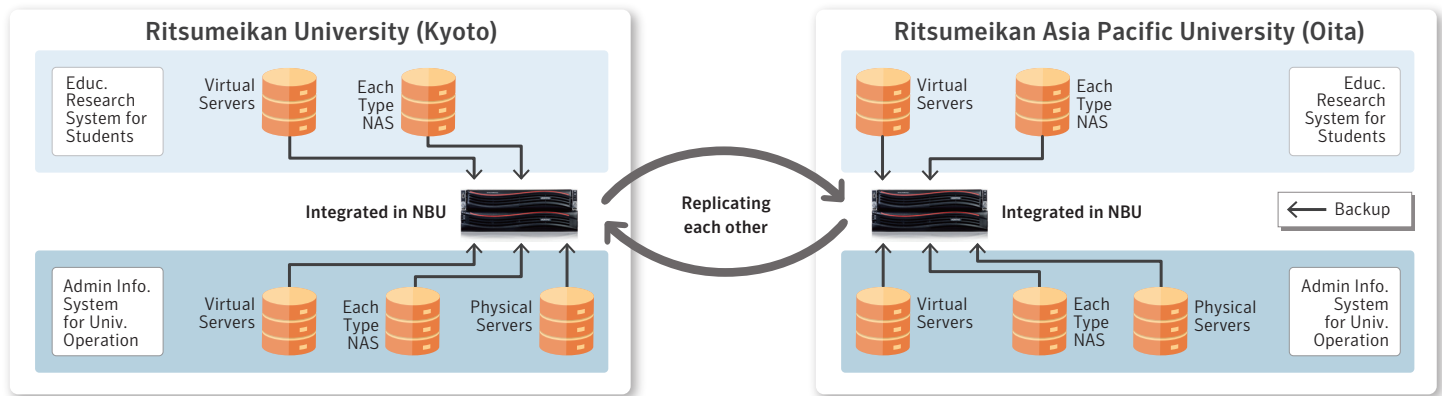 Ritsumeikan University (Kyoto)
Educ.
Research
System for
Students
Virtual
Servers
Each
Type
NAS
Integrated in NBU
Admin Info.
System
for Univ.
Operation
Virtual
Servers
Each
Type
NAS
Physical
Servers
Replicating
each other
Ritsumeikan Asia Pacific University (Oita)
Virtual
Servers
Each
Type
NAS
Educ.
Research
System for
Students
Integrated in NBU
Backup
Virtual
Servers
Each
Type
NAS
Physical
Servers
Admin Info.
System
for Univ.
Operation